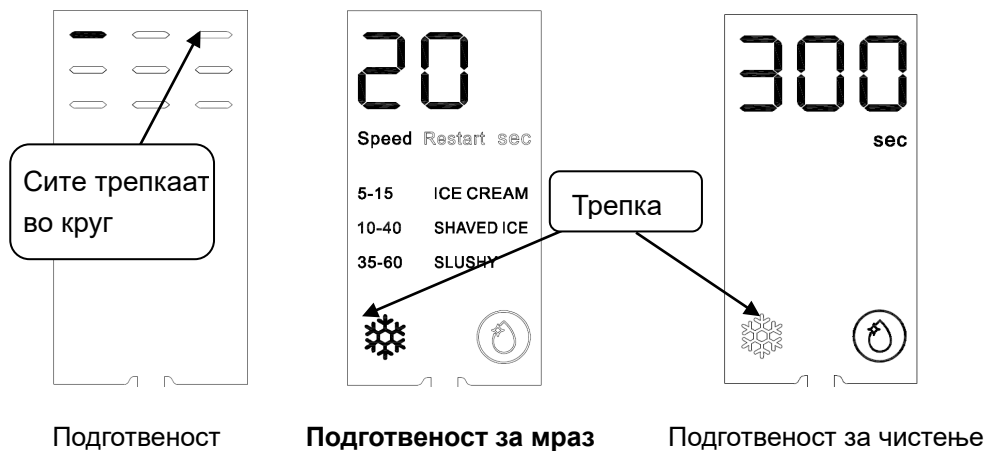 Сите трепкаат
во круг
20
Speed Restart sec
5-15 ICE CREAM
10-40 SHAVED ICE
35-60 SLUSHY
Трепка
300
sec
Подготвеност
Подготвеност за мраз
Подготвеност за чистење